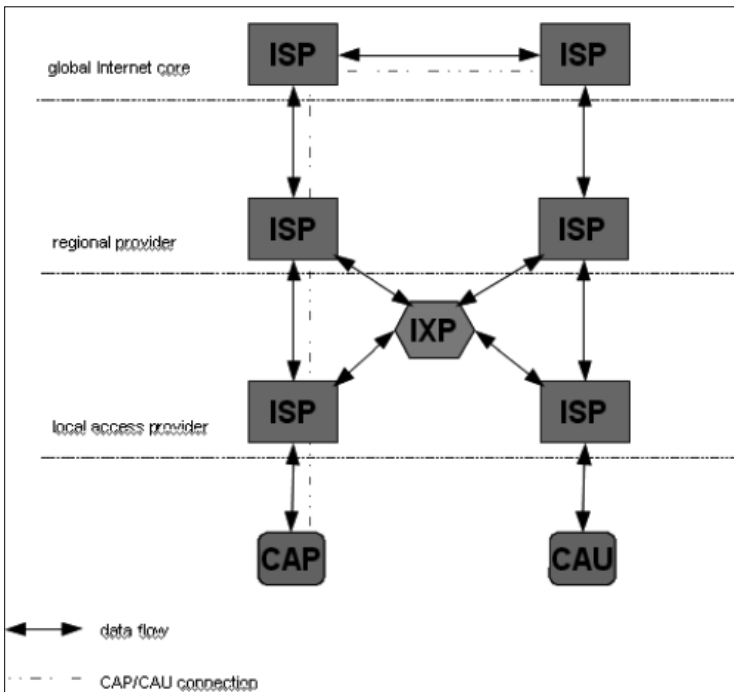 ISP ISP
global Internet core
ISP ISP
regional provider
IXP
ISP ISP
local access provider
CAP CAU
data flow
CAP/CAU connection